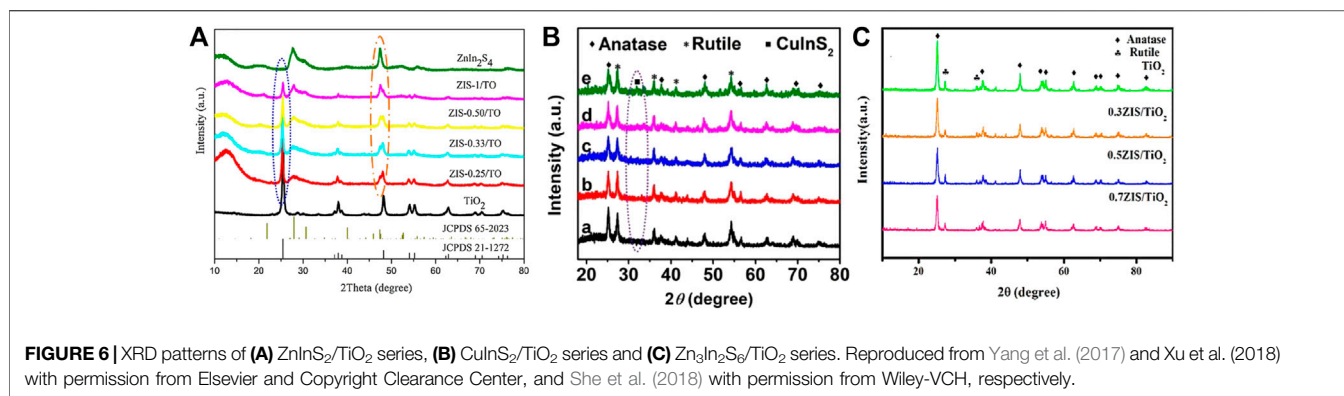 A
Intensity (a.u.)
ZnIn₂S₄
ZIS-1/TO
ZIS-0.50/TO
ZIS-0.33/TO
ZIS-0.25/TO
TiO₂
JCPDS 65-2023
JCPDS 21-1272
10 20 30 40 50 60 70 80
2Theta (degree)
B
♦ Anatase * Rutile ■ CuInS₂
Intensity (a.u.)
e
d
c
b
a
20 30 40 50 60 70 80
2θ (degree)
C
♦ Anatase
♣ Rutile
TiO₂
Intensity(a.u.)
0.3ZIS/TiO₂
0.5ZIS/TiO₂
0.7ZIS/TiO₂
20 40 60 80
2θ (degree)
FIGURE 6 | XRD patterns of (A) ZnInS₂/TiO₂ series, (B) CuInS₂/TiO₂ series and (C) Zn₃In₂S₆/TiO₂ series. Reproduced from Yang et al. (2017) and Xu et al. (2018)
with permission from Elsevier and Copyright Clearance Center, and She et al. (2018) with permission from Wiley-VCH, respectively.